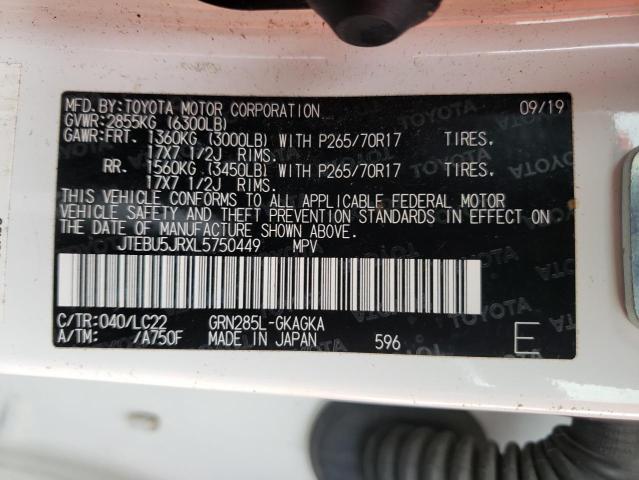 MFD.BY:TOYOTA MOTOR CORPORATION 09/19
GVWR:2855KG (6300LB)
GAWR:FRT. 1360KG (3000LB) WITH P265/70R17 TIRES.
17X7 1/2J RIMS.
RR. 1560KG (3450LB) WITH P265/70R17 TIRES.
17X7 1/2J RIMS.
THIS VEHICLE CONFORMS TO ALL APPLICABLE FEDERAL MOTOR
VEHICLE SAFETY AND THEFT PREVENTION STANDARDS IN EFFECT ON
THE DATE OF MANUFACTURE SHOWN ABOVE.
JTEBU5JRXL5750449 MPV
C/TR:040/LC22 GRN285L-GKAGKA
A/TM: /A750F MADE IN JAPAN 596 E